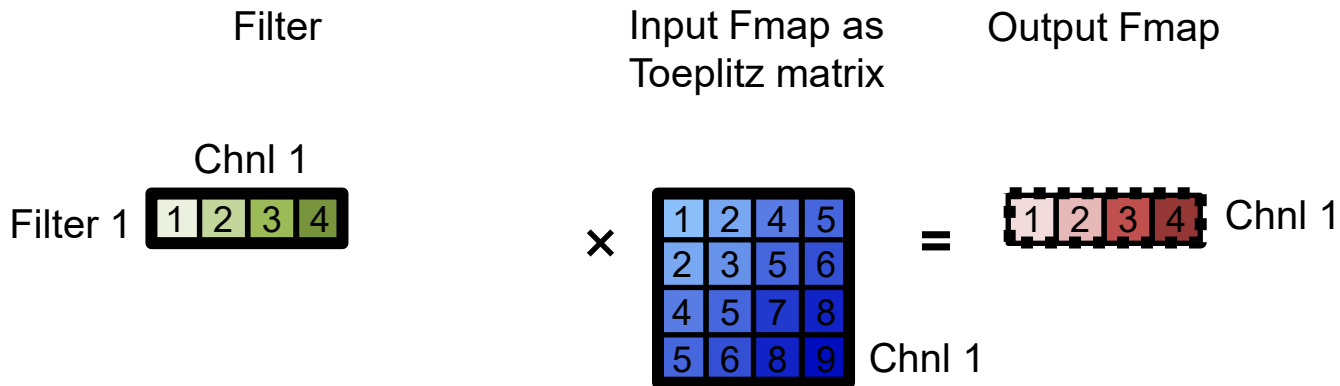 Filter
Input Fmap as
Toeplitz matrix
Output Fmap
Chnl 1
Filter 1
1 2 3 4
×
1 2 4 5
2 3 5 6
4 5 7 8
5 6 8 9
Chnl 1
=
1 2 3 4
Chnl 1